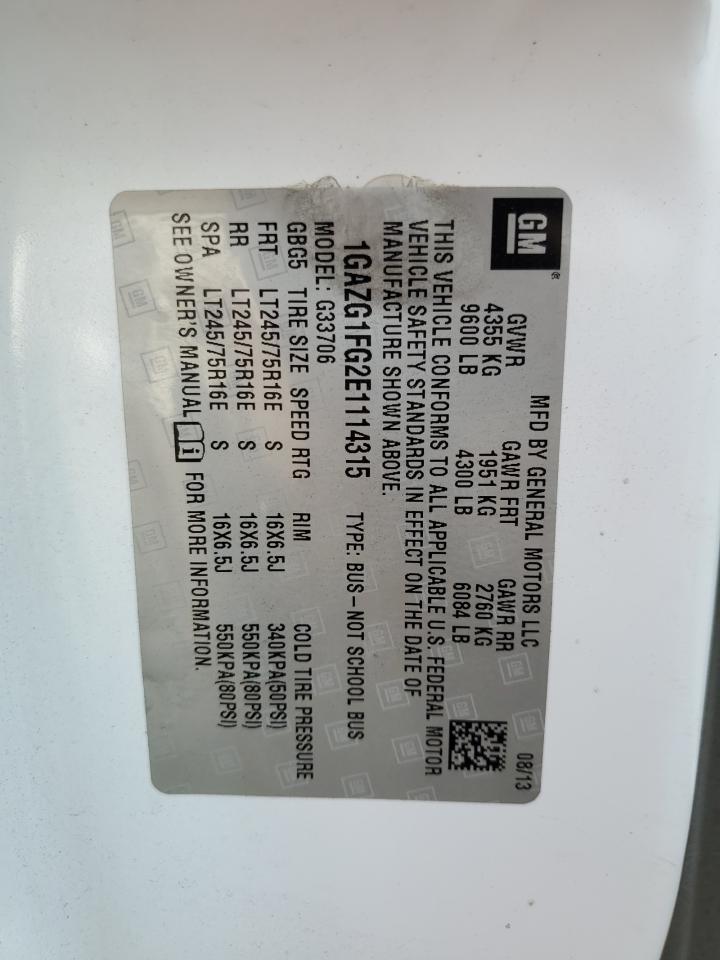 GM®
MFD BY GENERAL MOTORS LLC 08/13
GVWR GAWR FRT GAWR RR
4355 KG 1951 KG 2760 KG
9600 LB 4300 LB 6084 LB
THIS VEHICLE CONFORMS TO ALL APPLICABLE U.S. FEDERAL MOTOR
VEHICLE SAFETY STANDARDS IN EFFECT ON THE DATE OF
MANUFACTURE SHOWN ABOVE.
1GAZG1FG2E1114315 TYPE: BUS–NOT SCHOOL BUS
MODEL: G33706
GBG5 TIRE SIZE SPEED RTG RIM COLD TIRE PRESSURE
FRT LT245/75R16E S 16X6.5J 340KPA(50PSI)
RR LT245/75R16E S 16X6.5J 550KPA(80PSI)
SPA LT245/75R16E S 16X6.5J 550KPA(80PSI)
SEE OWNER'S MANUAL i FOR MORE INFORMATION.